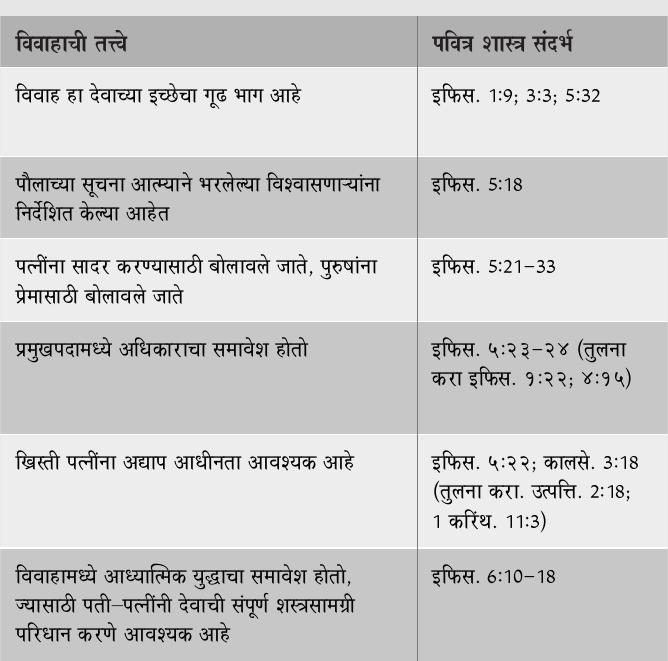 विवाहाची तत्त्वे
पवित्र शास्त्र संदर्भ
विवाह हा देवाच्या इच्छेचा गूढ भाग आहे
इफिस. 1:9; 3:3; 5:32
पौलाच्या सूचना आत्म्याने भरलेल्या विश्वासणाऱ्यांना
निर्देशित केल्या आहेत
इफिस. 5:18
पत्नींना सादर करण्यासाठी बोलावले जाते, पुरुषांना
प्रेमासाठी बोलावले जाते
इफिस. 5:21–33
प्रमुखपदामध्ये अधिकाराचा समावेश होतो
इफिस. ५:२३–२४ (तुलना
करा इफिस. १:२२; ४:१५)
ख्रिस्ती पत्नींना अद्याप आधीनता आवश्यक आहे
इफिस. ५:२२; कालसे. 3:18
(तुलना करा. उत्पत्ति. 2:18;
1 करिंथ. 11:3)
विवाहामध्ये आध्यात्मिक युद्धाचा समावेश होतो,
ज्यासाठी पती–पत्नींनी देवाची संपूर्ण शस्त्रसामग्री
परिधान करणे आवश्यक आहे
इफिस. 6:10–18